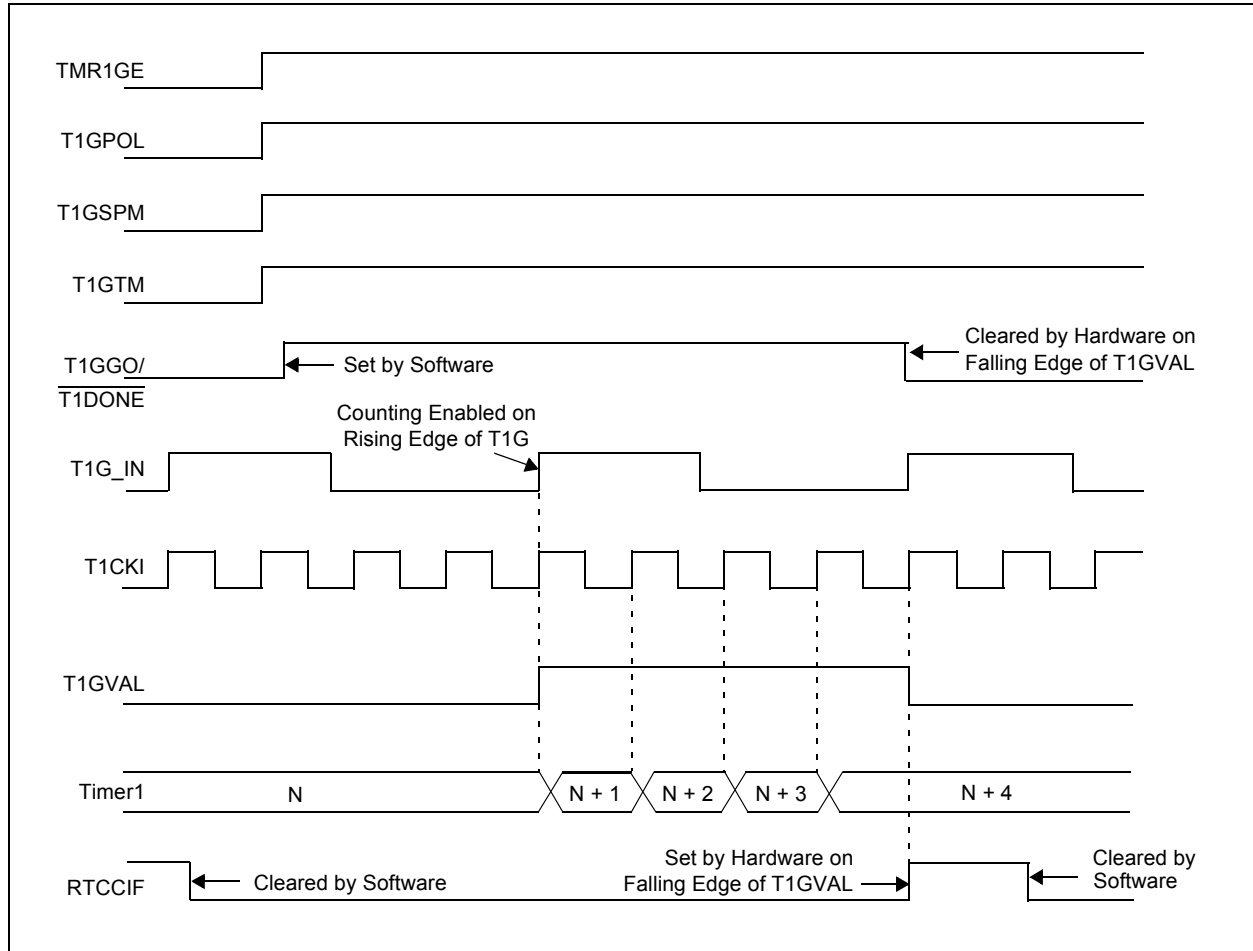 TMR1GE
T1GPOL
T1GSPM
T1GTM
T1GGO/
T1DONE
Set by Software
Cleared by Hardware on
Falling Edge of T1GVAL
Counting Enabled on
Rising Edge of T1G
T1G_IN
T1CKI
T1GVAL
Timer1
N
N + 1
N + 2
N + 3
N + 4
RTCCIF
Cleared by Software
Set by Hardware on
Falling Edge of T1GVAL
Cleared by
Software